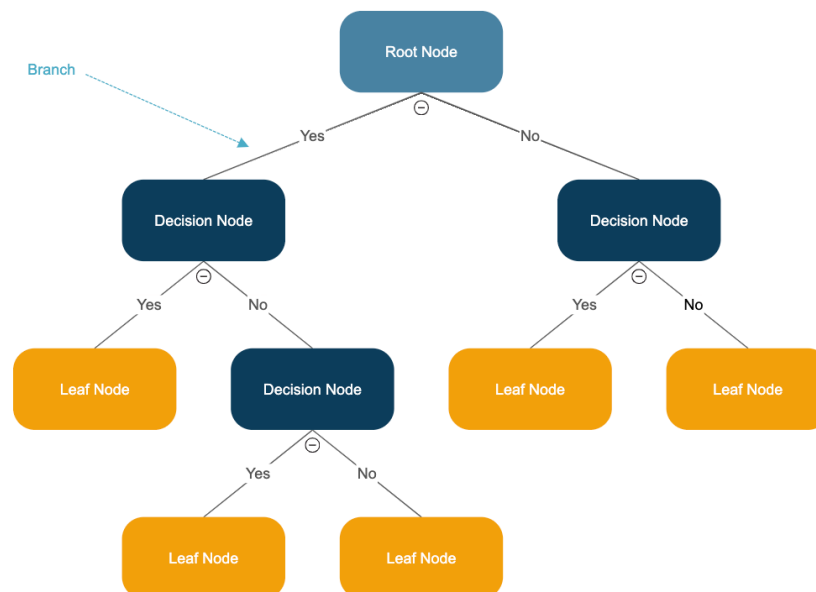 Root Node
Branch
Yes
No
Decision Node
Decision Node
Yes
No
Yes
No
Leaf Node
Decision Node
Leaf Node
Leaf Node
Yes
No
Leaf Node
Leaf Node